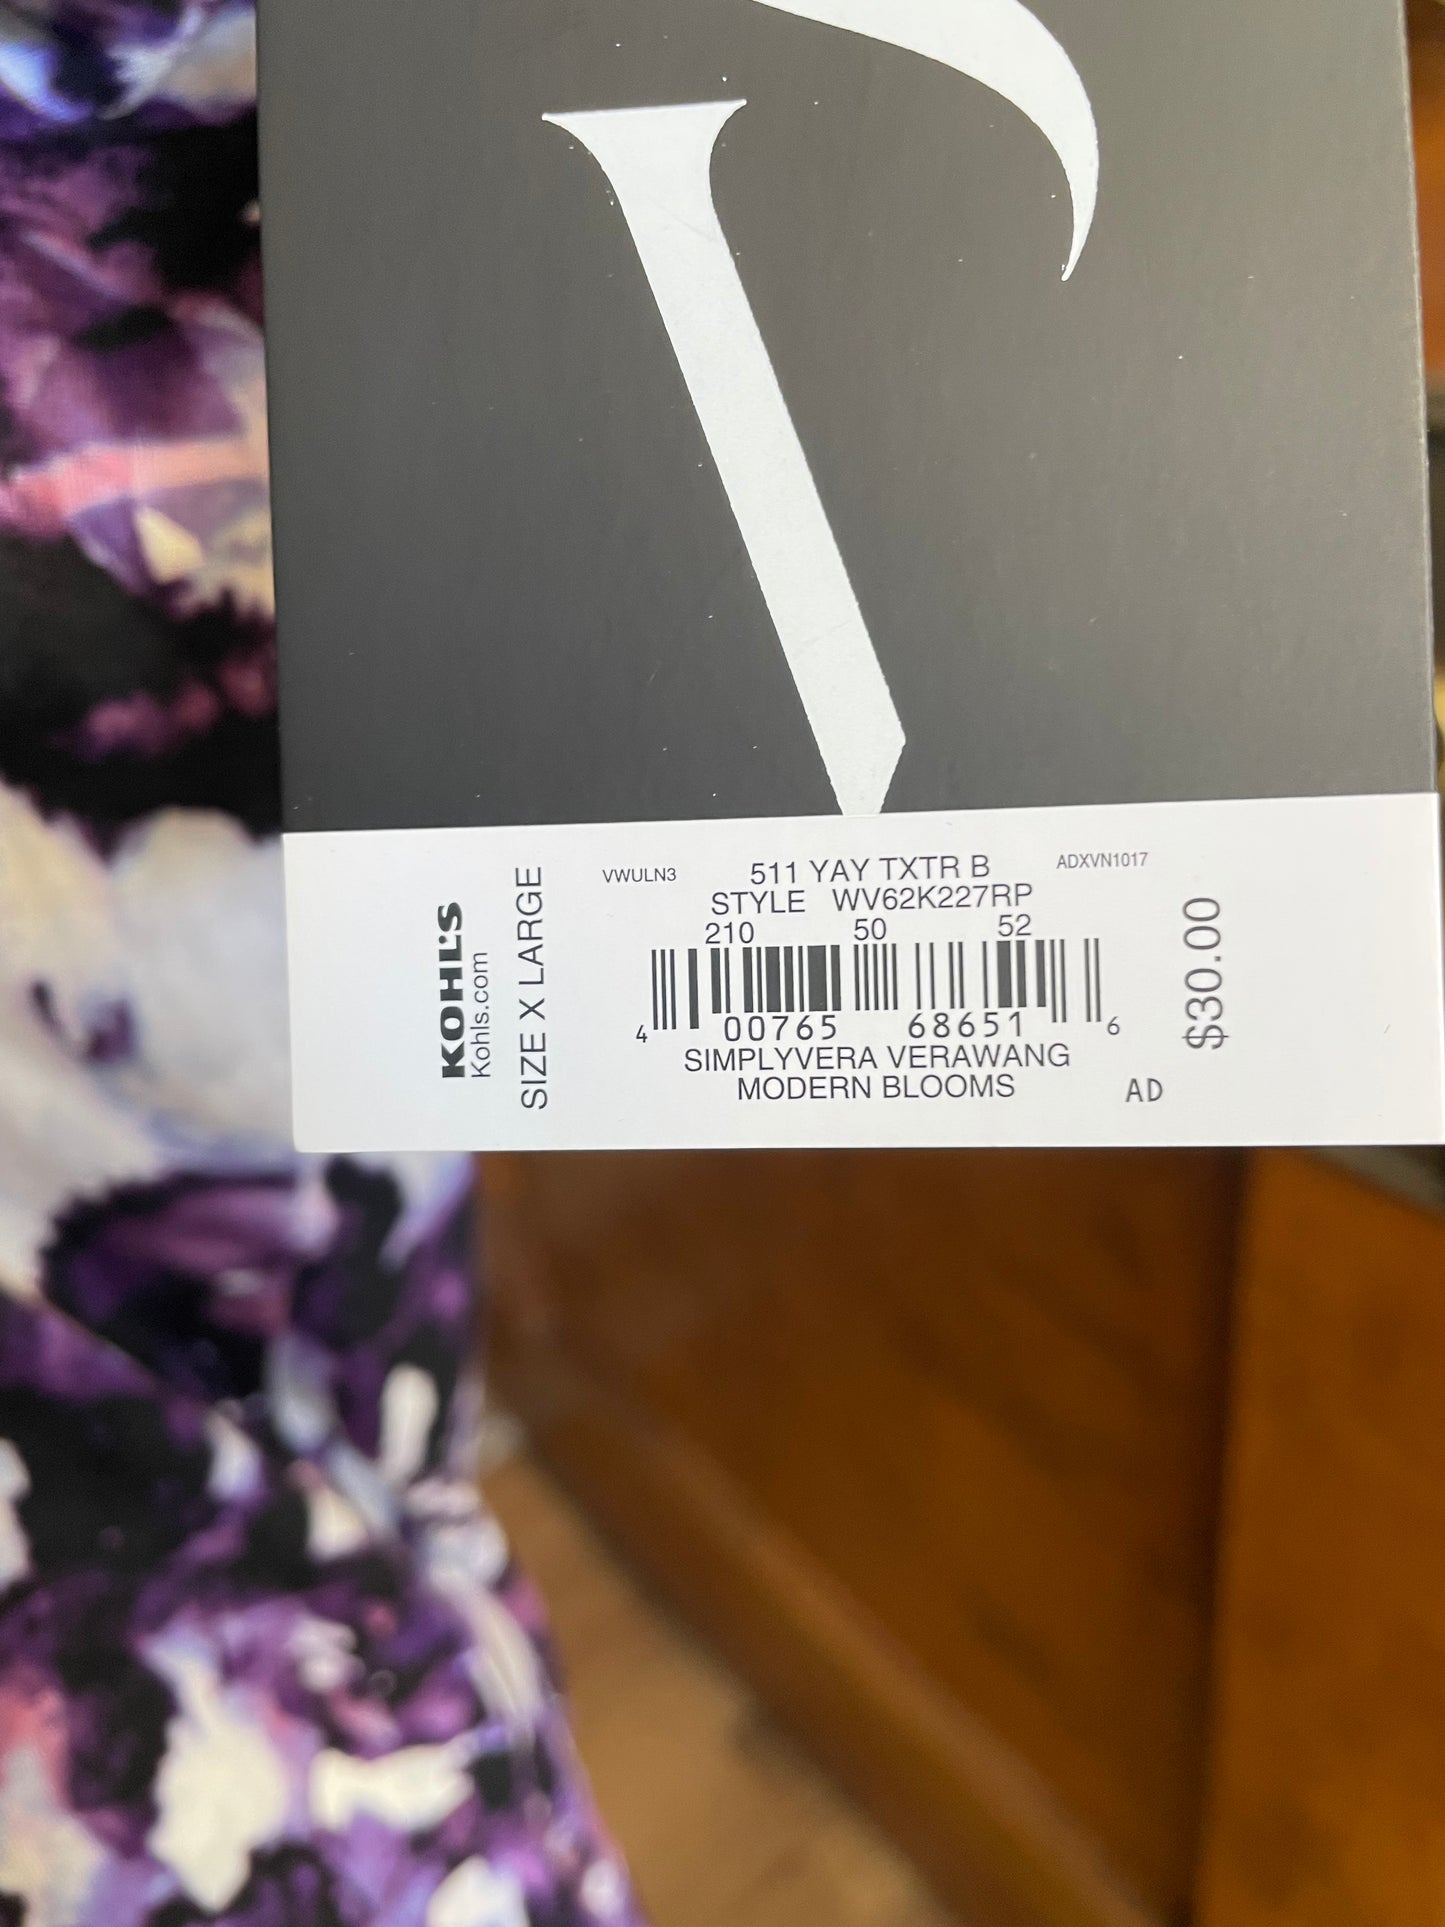 V
KOHL'S
Kohls.com
SIZE X LARGE
VWULN3
511 YAY TXTR B
ADXVN1017
STYLE WV62K227RP
210 50 52
4 00765 68651 6
SIMPLYVERA VERAWANG
MODERN BLOOMS
AD
$30.00